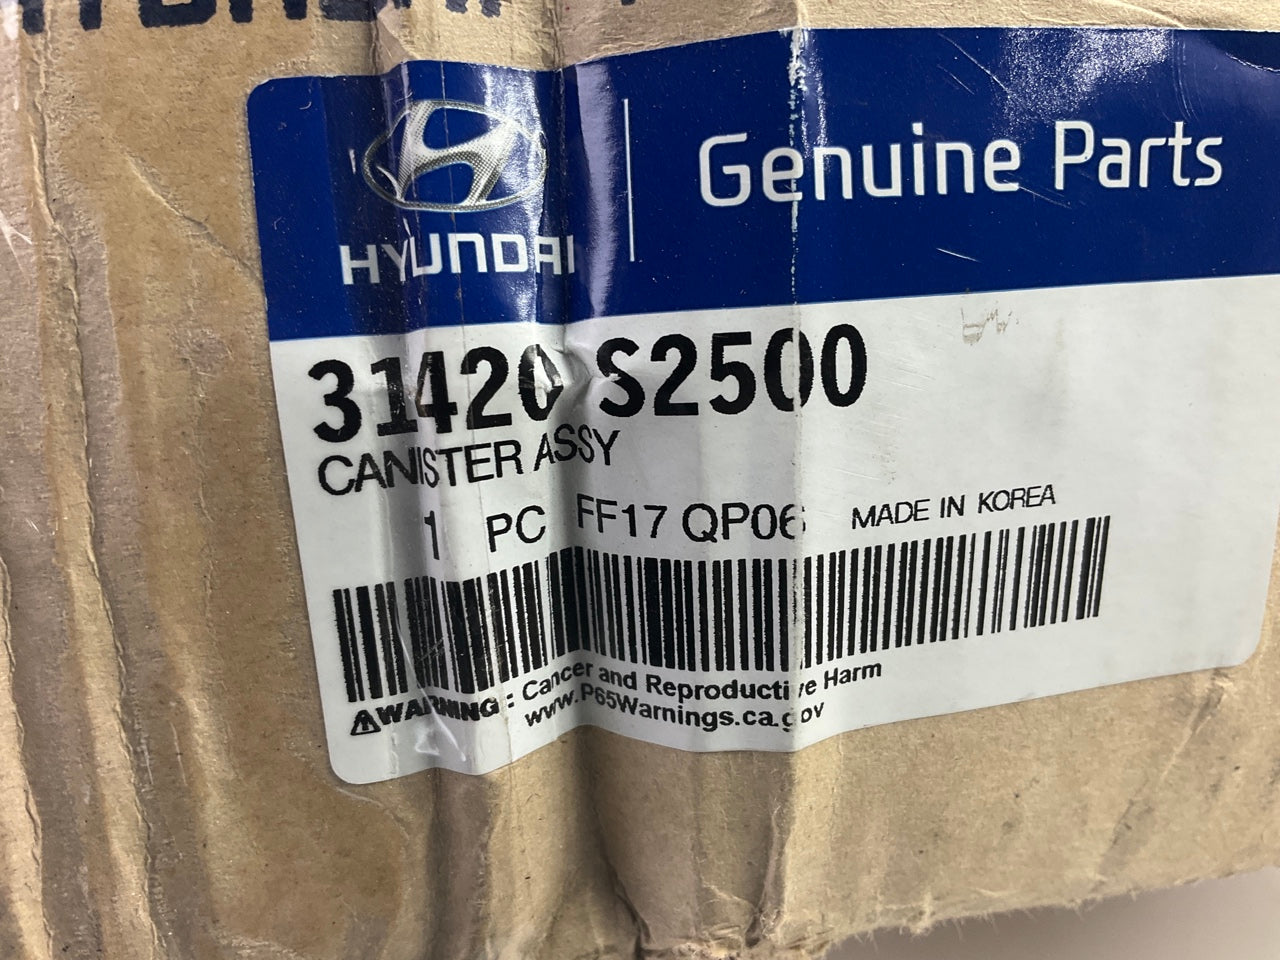 HYUNDAI
Genuine Parts
31420 S2500
CANISTER ASSY
1 PC FF17 QP06 MADE IN KOREA
WARNING : Cancer and Reproductive Harm
www.P65Warnings.ca.gov